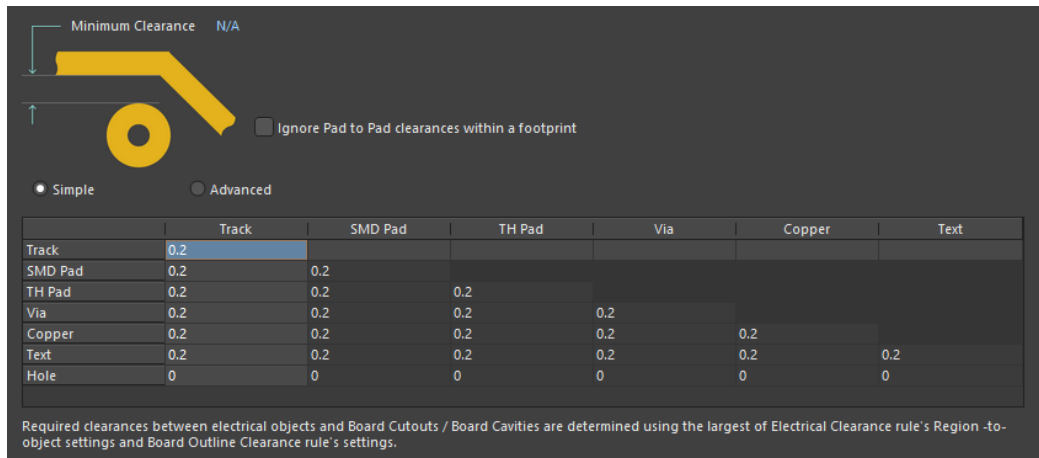 Minimum Clearance N/A
Ignore Pad to Pad clearances within a footprint
Simple Advanced
Track SMD Pad TH Pad Via Copper Text
Track 0.2
SMD Pad 0.2 0.2
TH Pad 0.2 0.2 0.2
Via 0.2 0.2 0.2 0.2
Copper 0.2 0.2 0.2 0.2 0.2
Text 0.2 0.2 0.2 0.2 0.2 0.2
Hole 0 0 0 0 0 0
Required clearances between electrical objects and Board Cutouts / Board Cavities are determined using the largest of Electrical Clearance rule's Region -to-
object settings and Board Outline Clearance rule's settings.